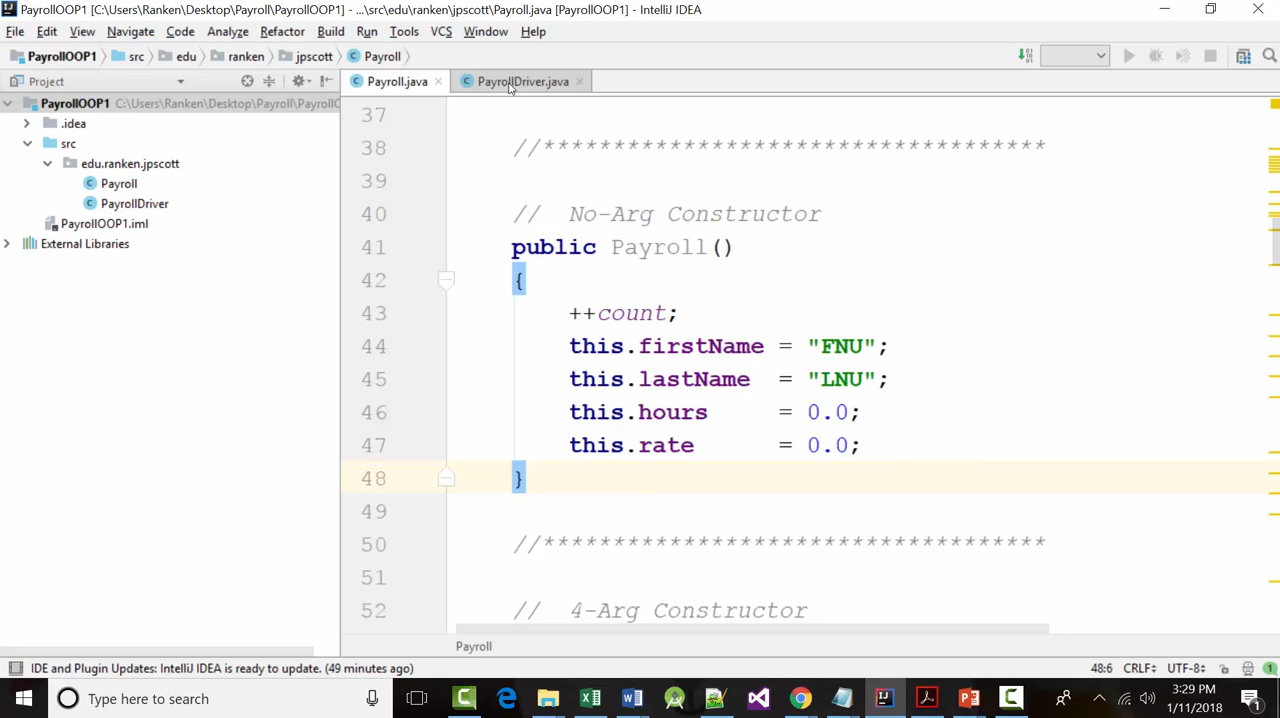 PayrollOOP1 [C:\Users\Ranken\Desktop\Payroll\PayrollOOP1] - ...\src\edu\ranken\jpscott\Payroll.java [PayrollOOP1] - IntelliJ IDEA
File Edit View Navigate Code Analyze Refactor Build Run Tools VCS Window Help
PayrollOOP1 src edu ranken jpscott Payroll
Project
Payroll.java PayrollDriver.java
PayrollOOP1 C:\Users\Ranken\Desktop\Payroll\PayrollO
.idea
src
edu.ranken.jpscott
Payroll
PayrollDriver
PayrollOOP1.iml
External Libraries
37
38 //************************************
39
40 // No-Arg Constructor
41 public Payroll()
42 {
43 ++count;
44 this.firstName = "FNU";
45 this.lastName = "LNU";
46 this.hours = 0.0;
47 this.rate = 0.0;
48 }
49
50 //************************************
51
52 // 4-Arg Constructor
Payroll
IDE and Plugin Updates: IntelliJ IDEA is ready to update. (49 minutes ago) 48:6 CRLF UTF-8 1
Type here to search
3:29 PM
1/11/2018
1